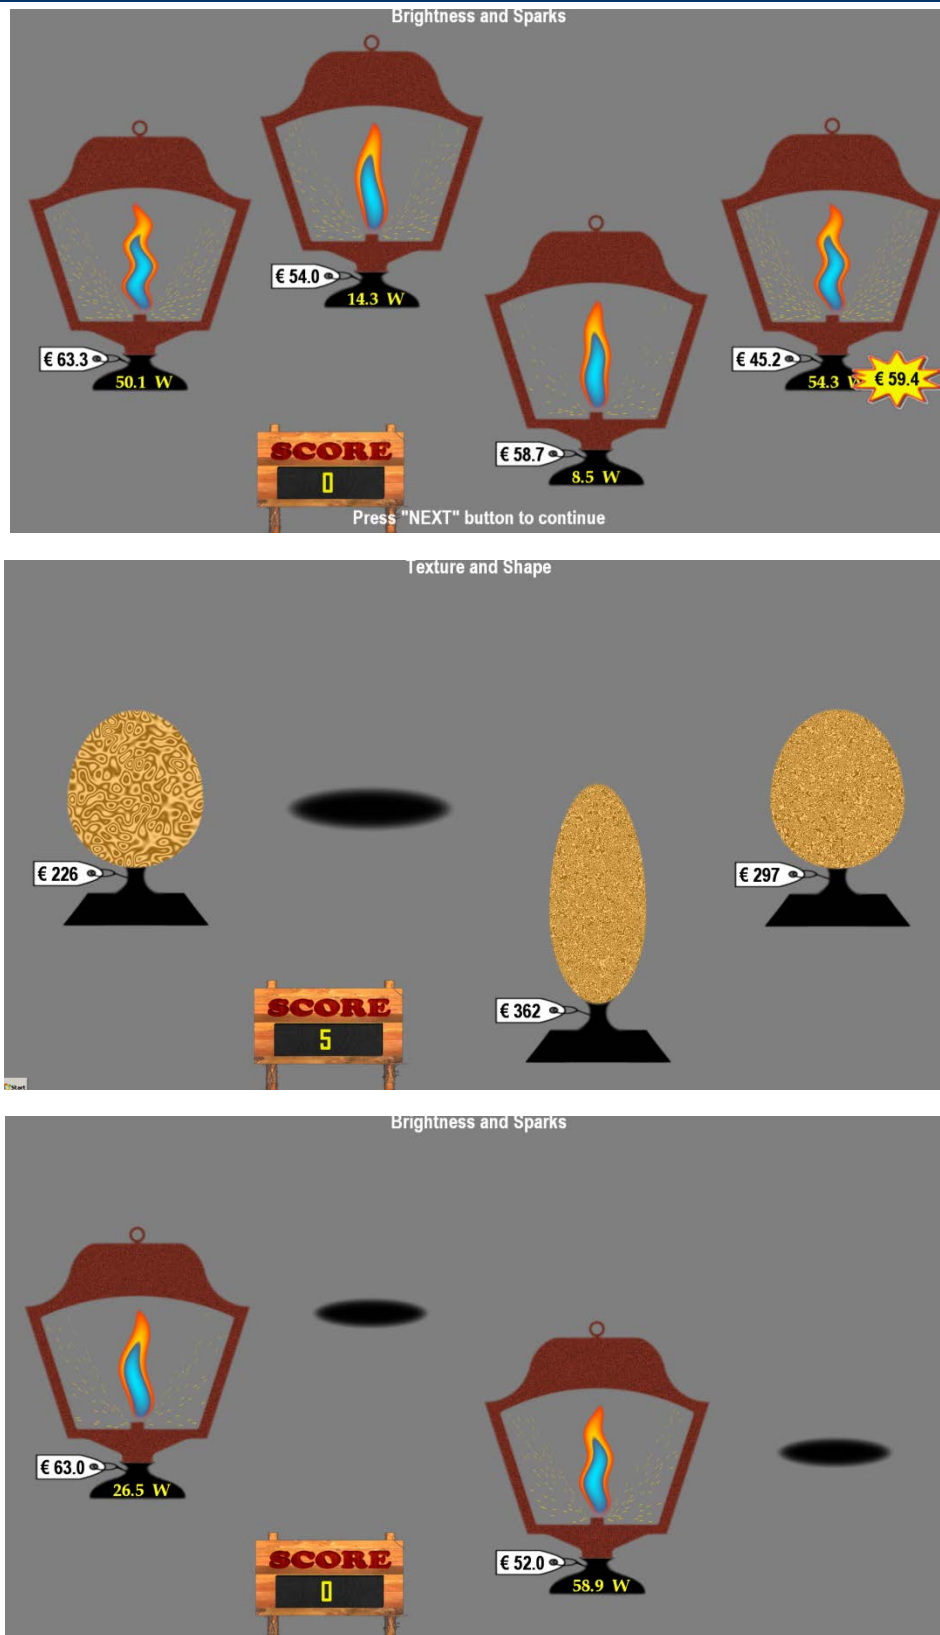 Brightness and Sparks
€ 54.0
14.3 W
€ 63.3
50.1 W
€ 45.2
54.3 W
€ 59.4
€ 58.7
8.5 W
SCORE
0
Press "NEXT" button to continue
Texture and Shape
€ 226
€ 297
€ 362
SCORE
5
Start
Brightness and Sparks
€ 63.0
26.5 W
€ 52.0
58.9 W
SCORE
0